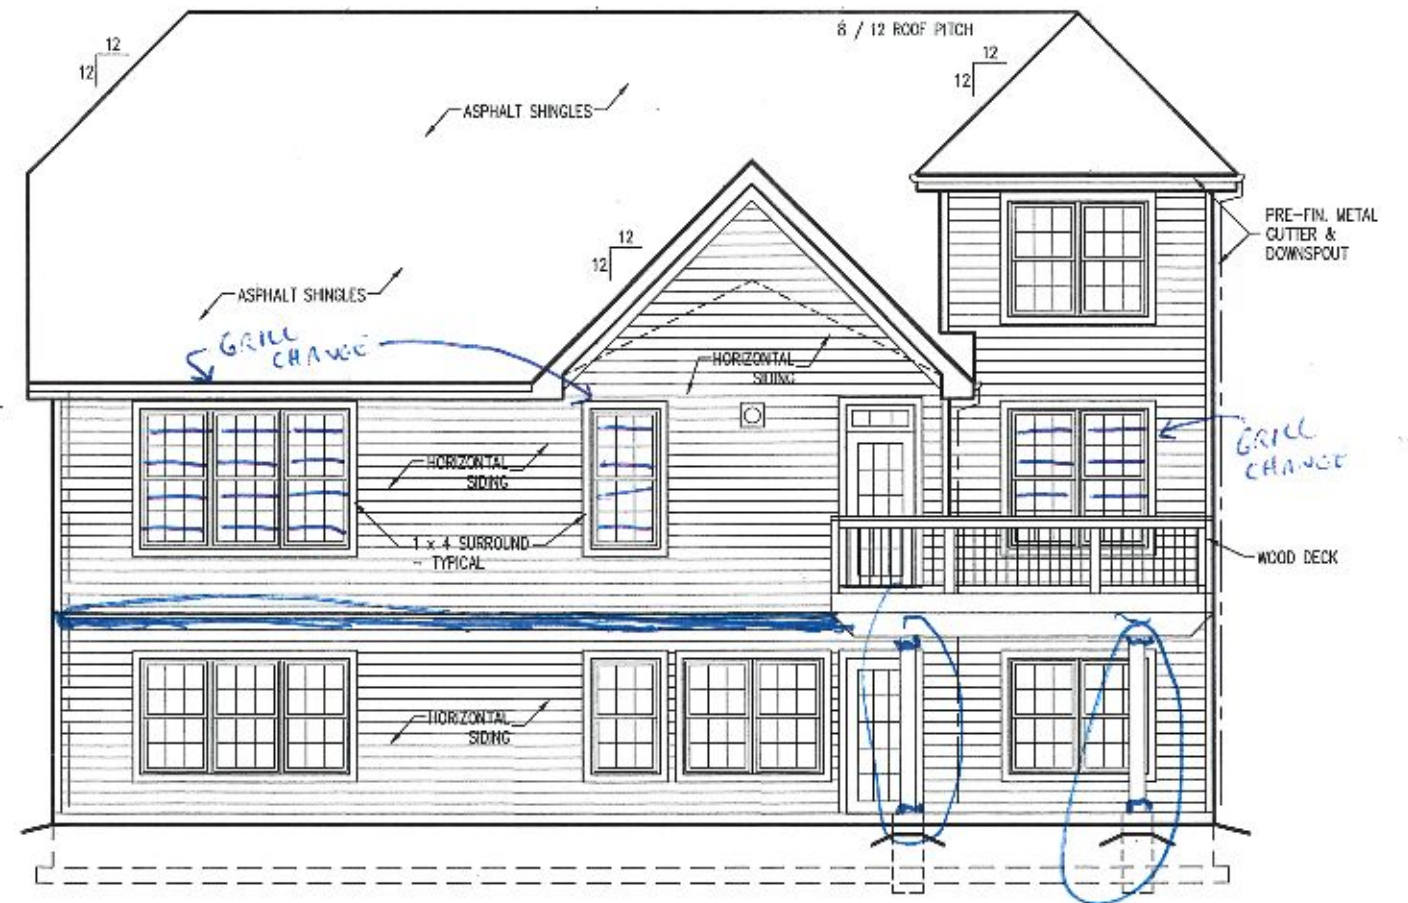 8 / 12 ROOF PITCH
12
12
12
12
ASPHALT SHINGLES
PRE-FIN. METAL
GUTTER &
DOWNSPOUT
12
12
ASPHALT SHINGLES
GRILL
CHANGE
HORIZONTAL
SIDING
GRILL
CHANGE
HORIZONTAL
SIDING
1 x 4 SURROUND
- TYPICAL
WOOD DECK
HORIZONTAL
SIDING